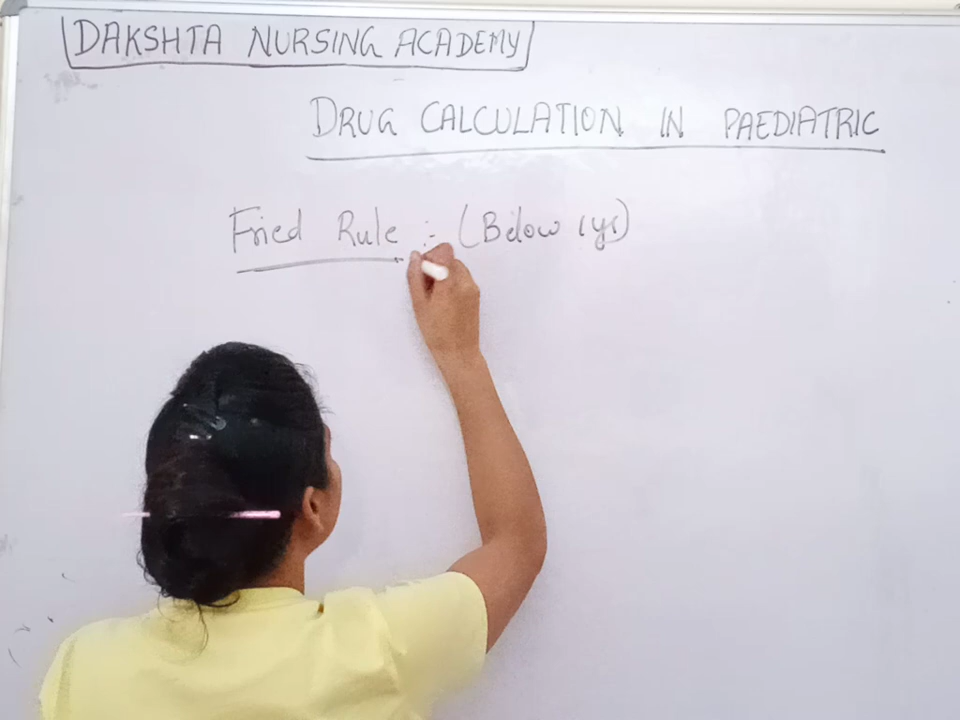 DAKSHTA NURSING ACADEMY
DRUG CALCULATION IN PAEDIATRIC
Fried Rule :- (Below 1yr)